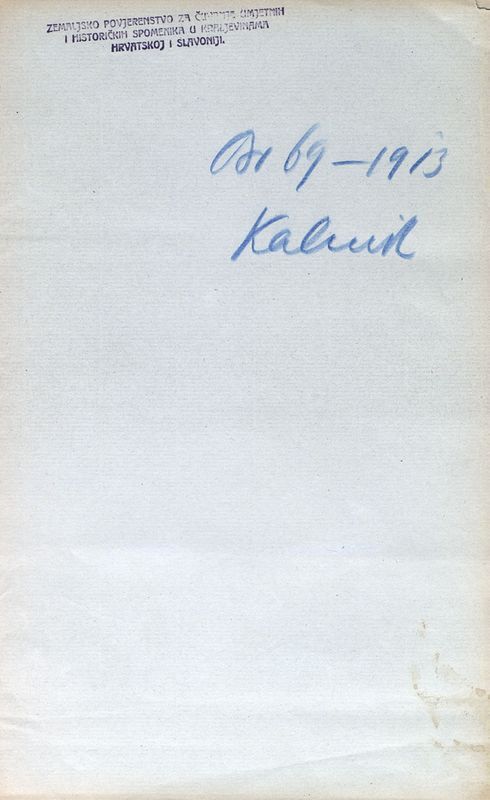 ZEMALJSKO POVJERENSTVO ZA ČUVANJE UMJETNIH
I HISTORIČKIH SPOMENIKA U KRALJEVINAMA
HRVATSKOJ I SLAVONIJI.
Br 69 – 1913
Kalnik